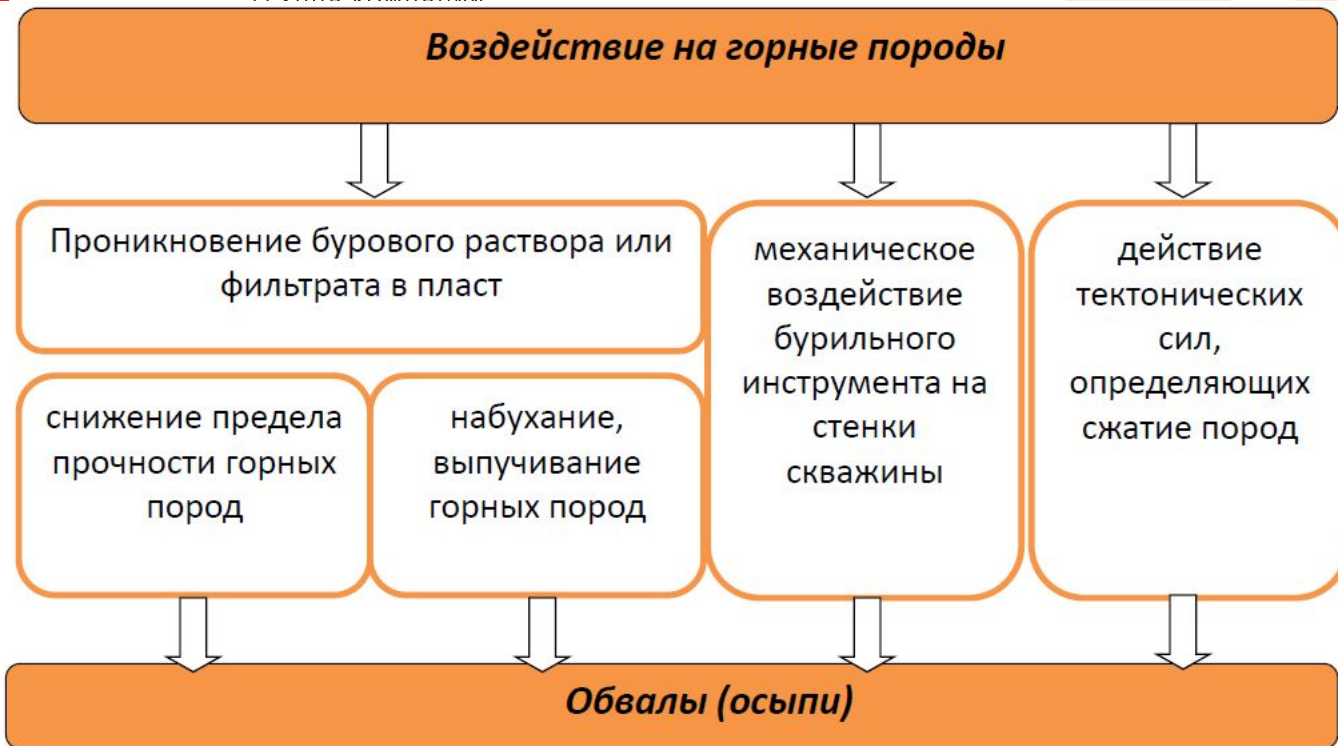 Воздействие на горные породы
Проникновение бурового раствора или
фильтрата в пласт
снижение предела
прочности горных
пород
набухание,
выпучивание
горных пород
механическое
воздействие
бурильного
инструмента на
стенки
скважины
действие
тектонических
сил,
определяющих
сжатие пород
Обвалы (осыпи)